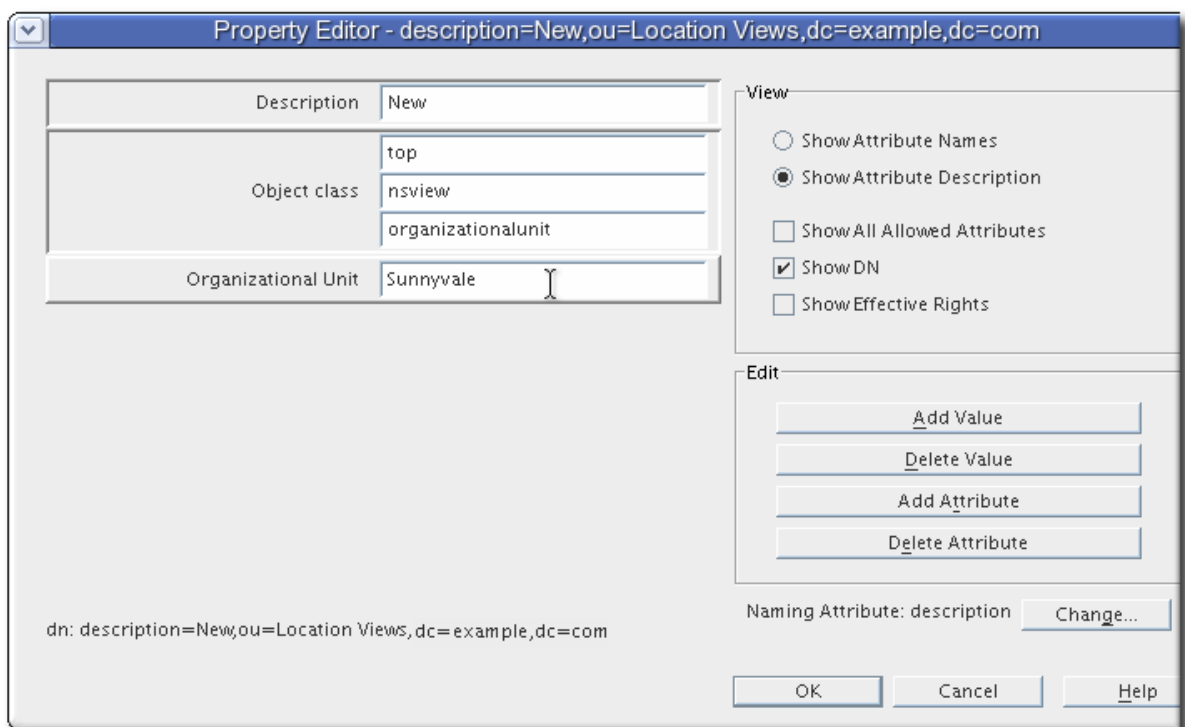 Property Editor - description=New,ou=Location Views,dc=example,dc=com
Description
New
Object class
top
nsview
organizationalunit
Organizational Unit
Sunnyvale
View
Show Attribute Names
Show Attribute Description
Show All Allowed Attributes
Show DN
Show Effective Rights
Edit
Add Value
Delete Value
Add Attribute
Delete Attribute
Naming Attribute: description
Change...
dn: description=New,ou=Location Views,dc=example,dc=com
OK
Cancel
Help